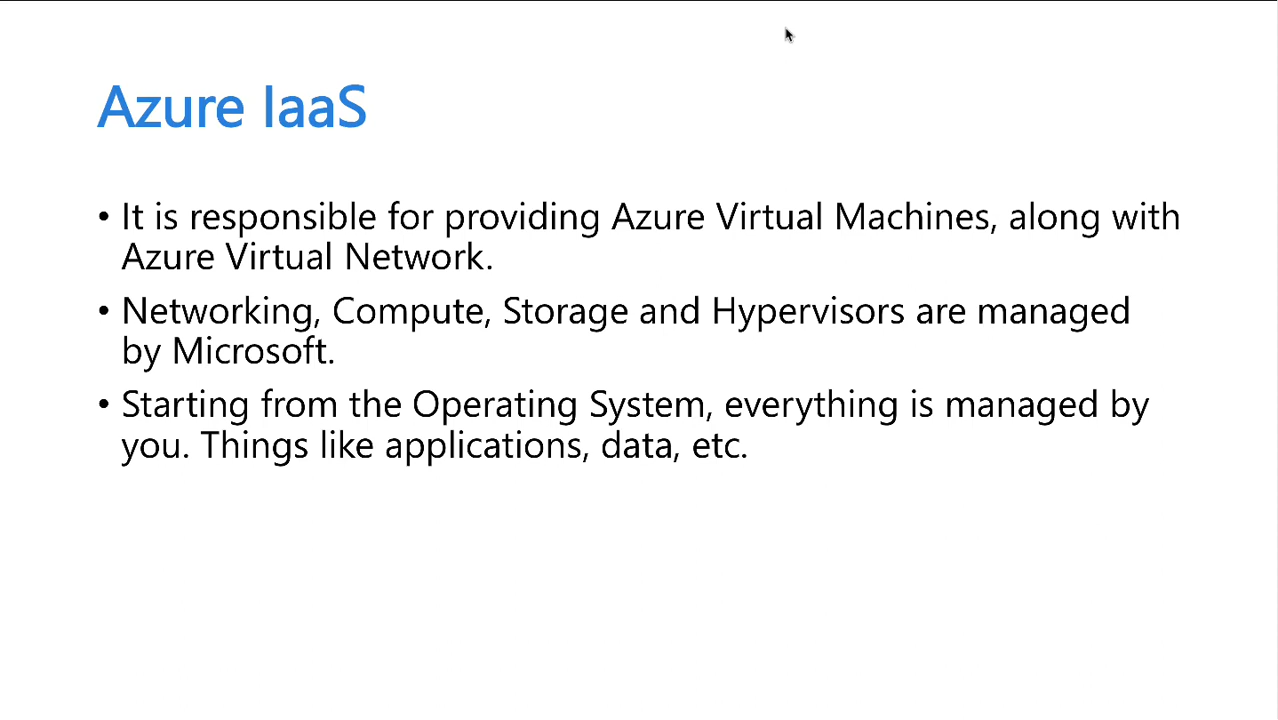 Azure IaaS
• It is responsible for providing Azure Virtual Machines, along with
Azure Virtual Network.
• Networking, Compute, Storage and Hypervisors are managed
by Microsoft.
• Starting from the Operating System, everything is managed by
you. Things like applications, data, etc.